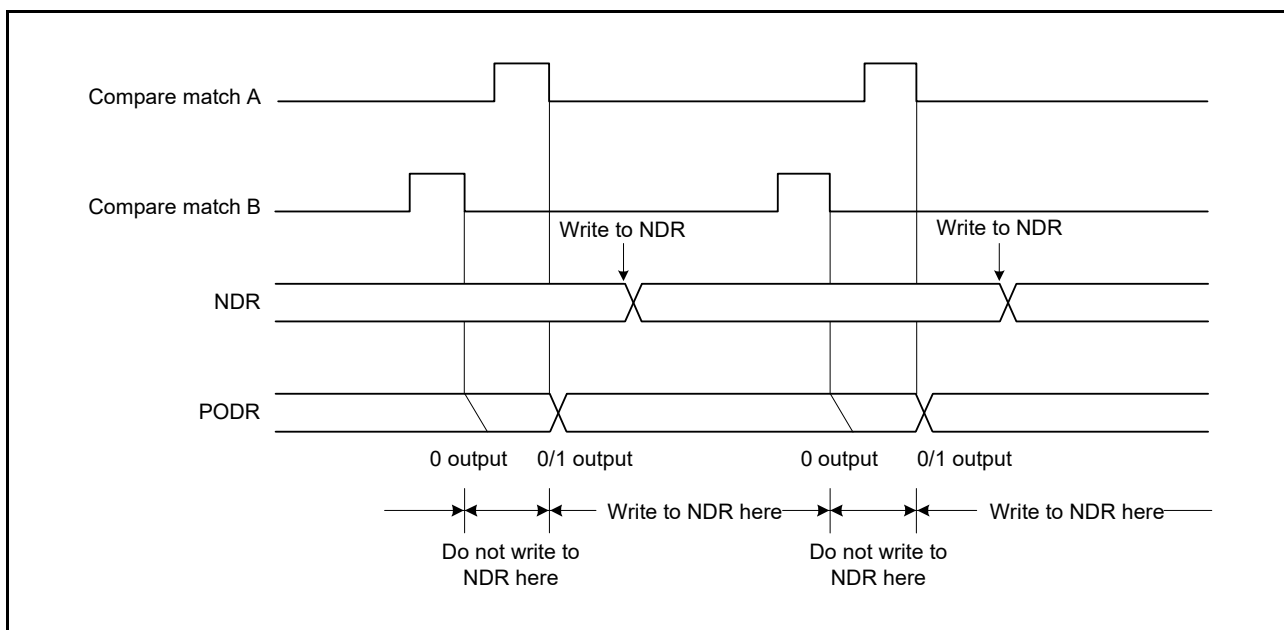 Compare match A
Compare match B
Write to NDR
Write to NDR
NDR
PODR
0 output
0/1 output
0 output
0/1 output
Write to NDR here
Write to NDR here
Do not write to
NDR here
Do not write to
NDR here